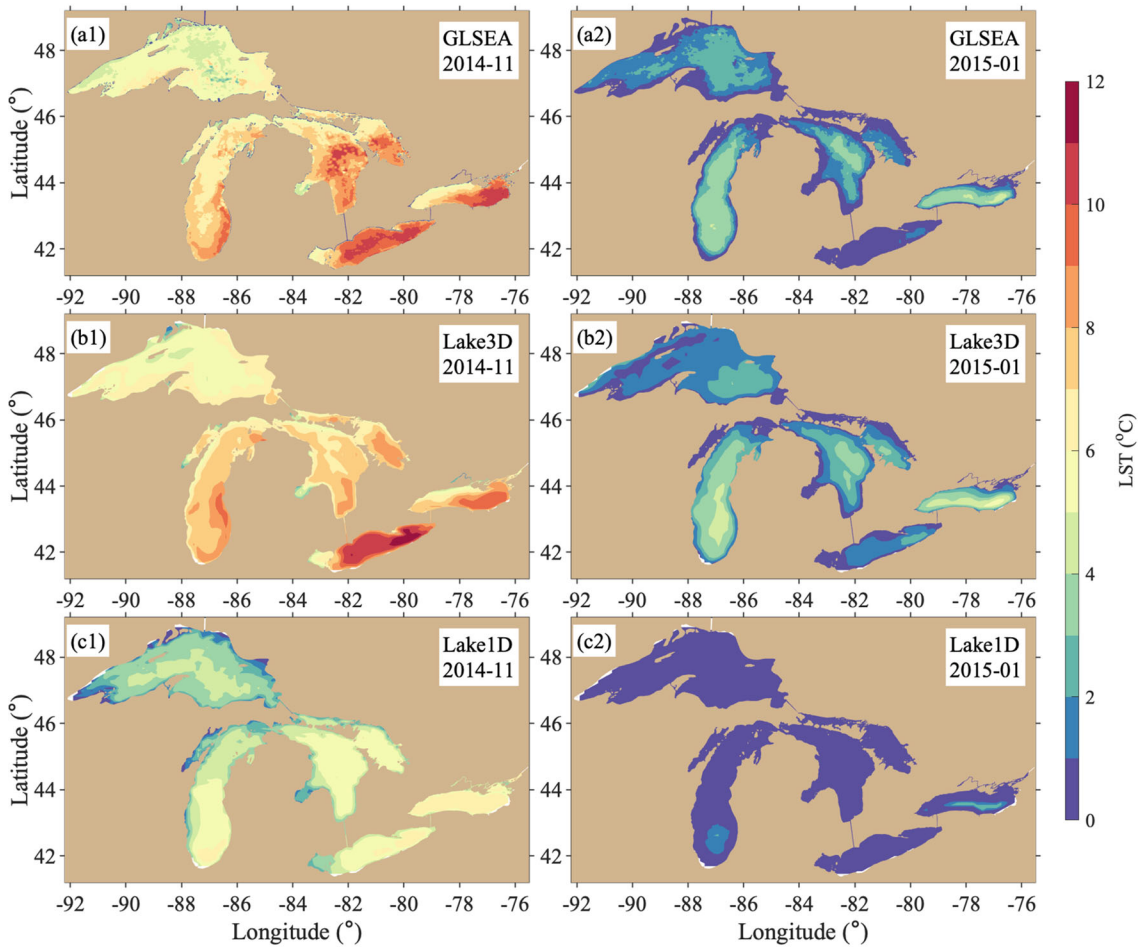 (a1)
GLSEA
2014-11
48
46
44
42
Latitude (°)
-92 -90 -88 -86 -84 -82 -80 -78 -76
(a2)
GLSEA
2015-01
-92 -90 -88 -86 -84 -82 -80 -78 -76
(b1)
Lake3D
2014-11
48
46
44
42
Latitude (°)
-92 -90 -88 -86 -84 -82 -80 -78 -76
(b2)
Lake3D
2015-01
-92 -90 -88 -86 -84 -82 -80 -78 -76
(c1)
Lake1D
2014-11
48
46
44
42
Latitude (°)
-92 -90 -88 -86 -84 -82 -80 -78 -76
Longitude (°)
(c2)
Lake1D
2015-01
-92 -90 -88 -86 -84 -82 -80 -78 -76
Longitude (°)
12
10
8
6
4
2
0
LST (°C)